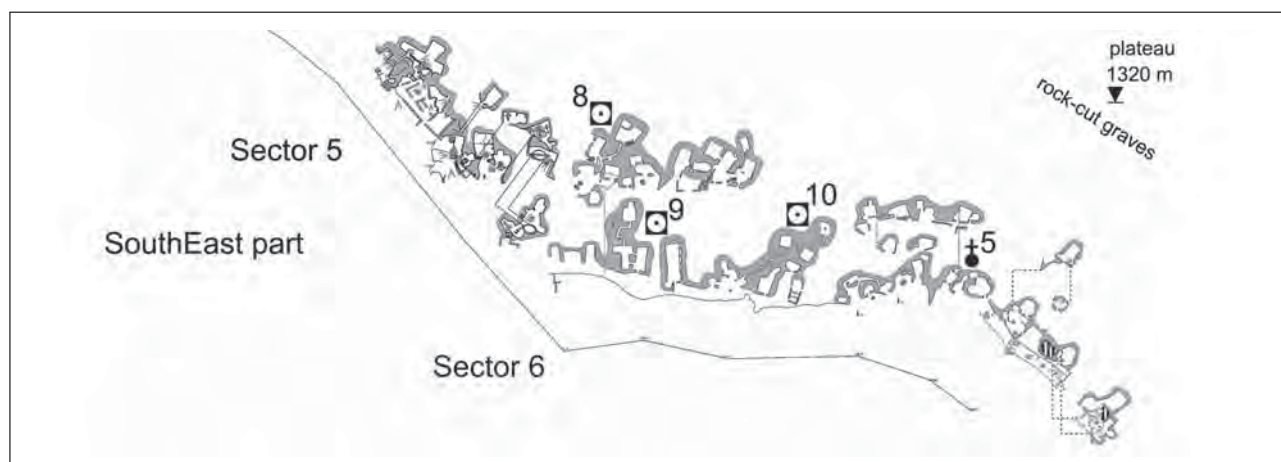 plateau
1320 m
rock-cut graves
8
Sector 5
10
9
SouthEast part
5
Sector 6